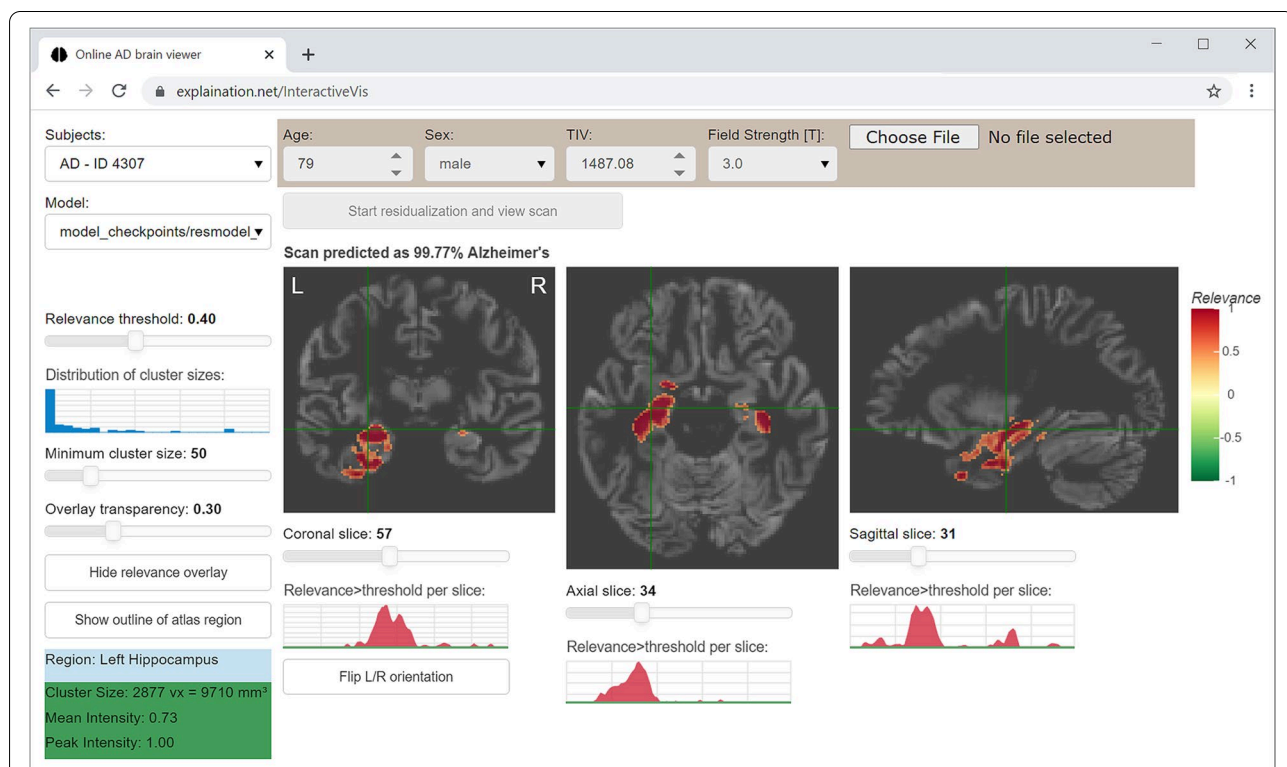 Online AD brain viewer
explaination.net/InteractiveVis
Subjects:
AD - ID 4307
Model:
model_checkpoints/resmodel_
Age:
79
Sex:
male
TIV:
1487.08
Field Strength [T]:
3.0
Choose File No file selected
Start residualization and view scan
Scan predicted as 99.77% Alzheimer's
L R
Relevance
1
0.5
0
-0.5
-1
Relevance threshold: 0.40
Distribution of cluster sizes:
Minimum cluster size: 50
Overlay transparency: 0.30
Hide relevance overlay
Show outline of atlas region
Region: Left Hippocampus
Cluster Size: 2877 vx = 9710 mm³
Mean Intensity: 0.73
Peak Intensity: 1.00
Coronal slice: 57
Relevance>threshold per slice:
Flip L/R orientation
Axial slice: 34
Relevance>threshold per slice:
Sagittal slice: 31
Relevance>threshold per slice: